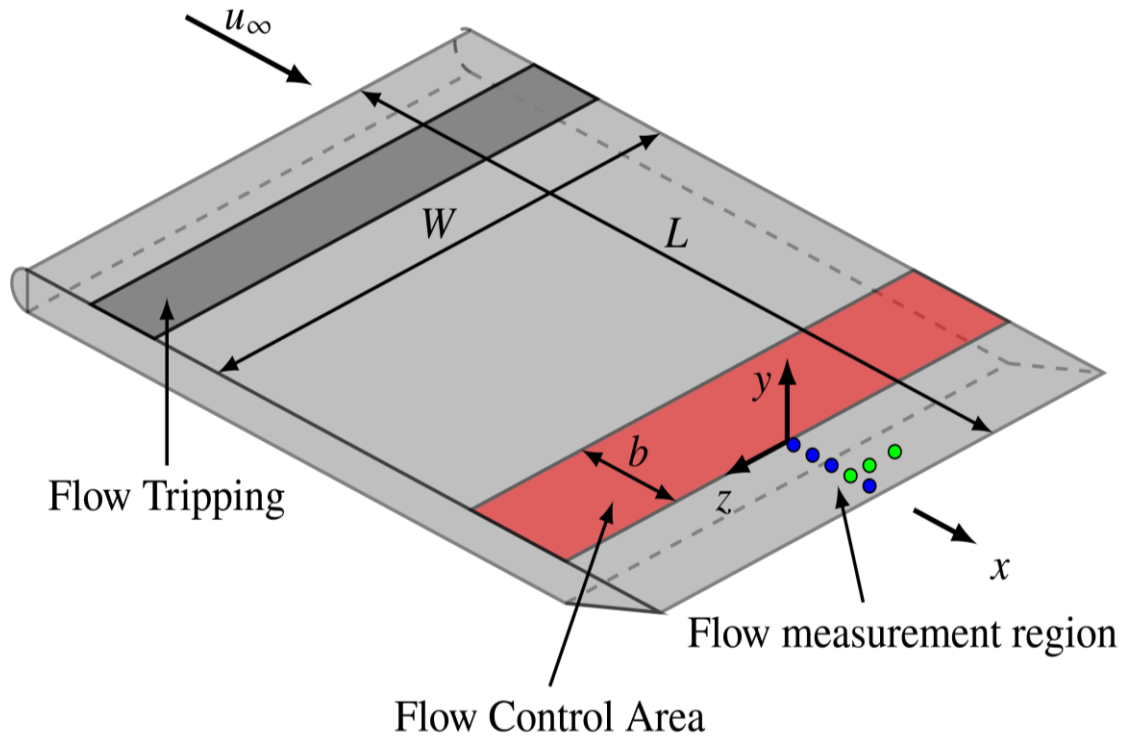 u∞
W
L
y
b
z
Flow Tripping
x
Flow measurement region
Flow Control Area